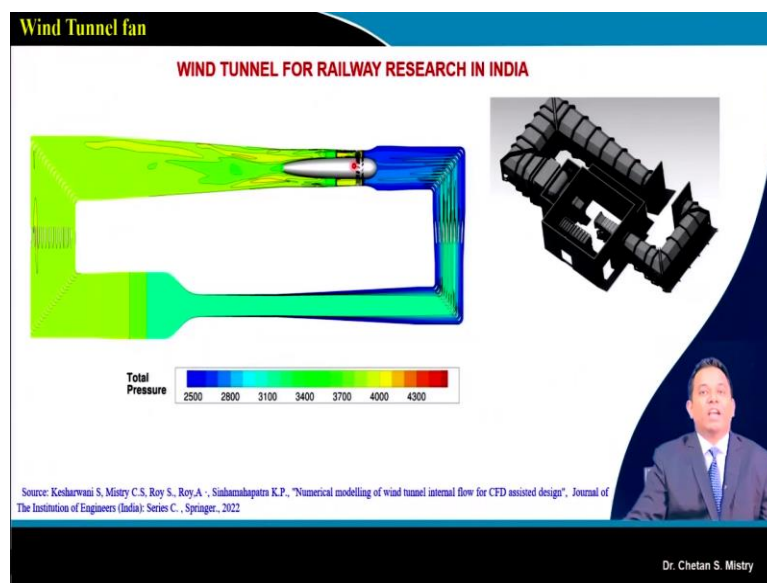 Wind Tunnel fan
WIND TUNNEL FOR RAILWAY RESEARCH IN INDIA
Total
Pressure
2500 2800 3100 3400 3700 4000 4300
Source: Kesharwani S, Mistry C.S, Roy S., Roy,A ·, Sinhamahapatra K.P., "Numerical modelling of wind tunnel internal flow for CFD assisted design", Journal of
The Institution of Engineers (India): Series C. , Springer., 2022
Dr. Chetan S. Mistry